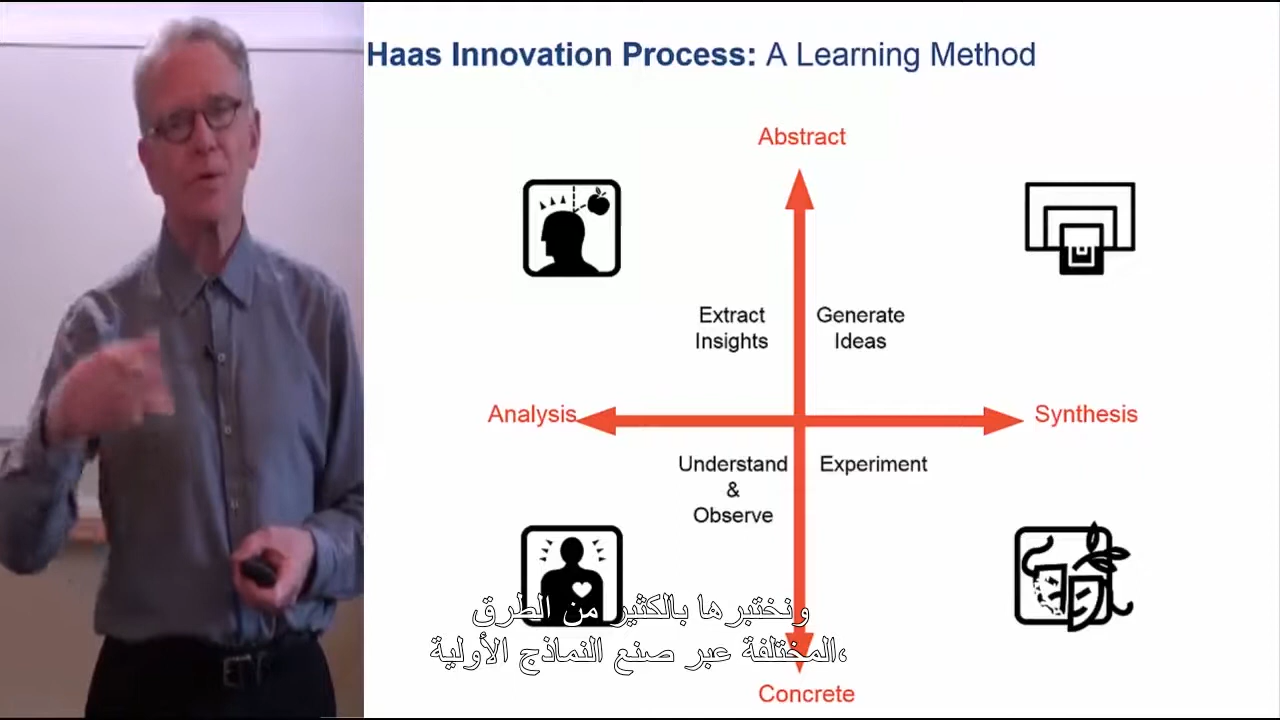 Haas Innovation Process: A Learning Method
Abstract
Extract
Insights
Generate
Ideas
Analysis
Synthesis
Understand
&
Observe
Experiment
ونختبرها بالكثير من الطرق
المختلفة عبر صنع النماذج الأولية،
Concrete